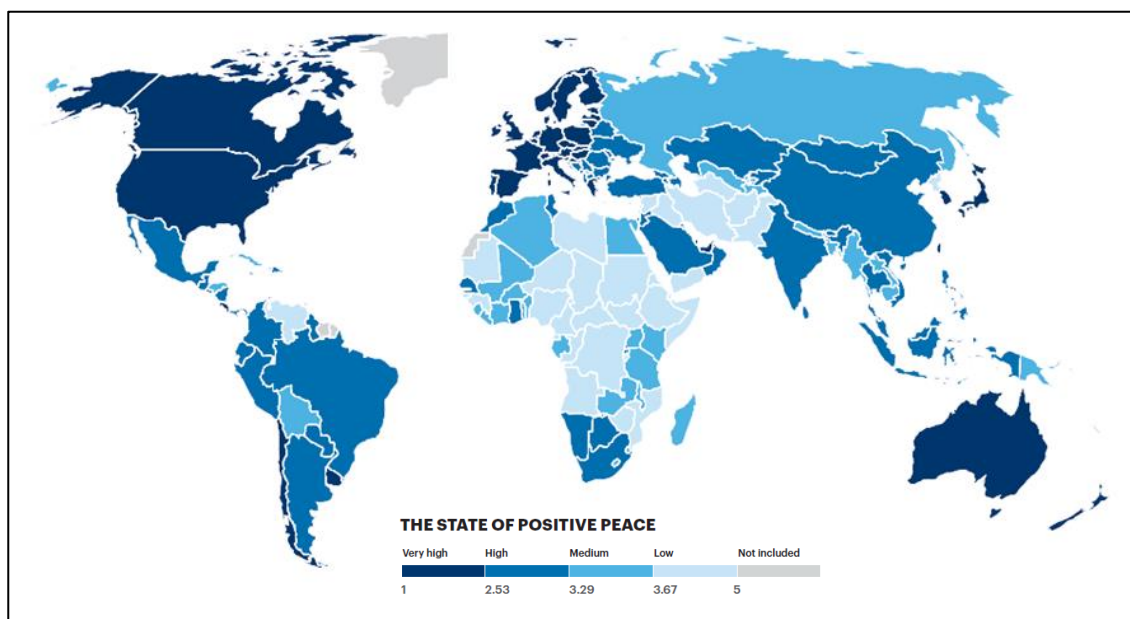 THE STATE OF POSITIVE PEACE
Very high High Medium Low Not included
1 2.53 3.29 3.67 5